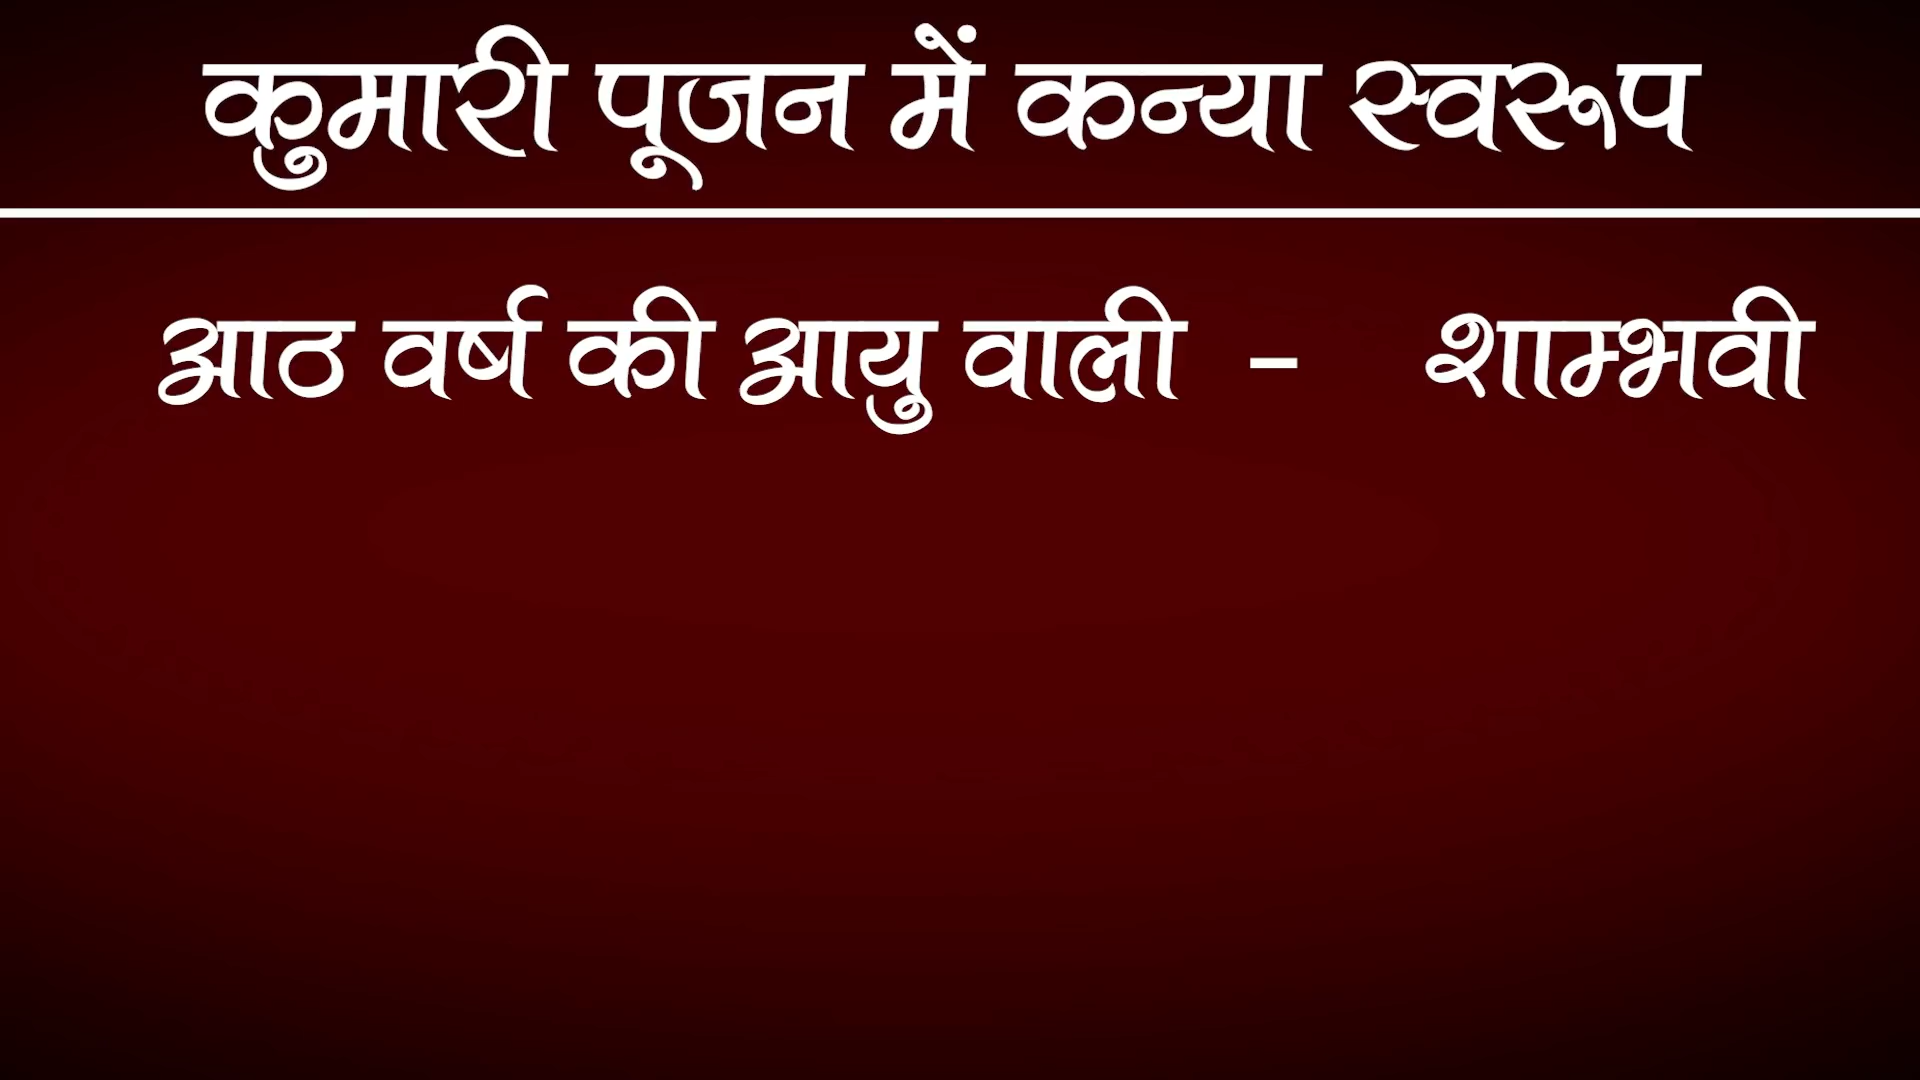 कुमारी पूजन में कन्या स्वरूप
आठ वर्ष की आयु वाली - शाम्भवी